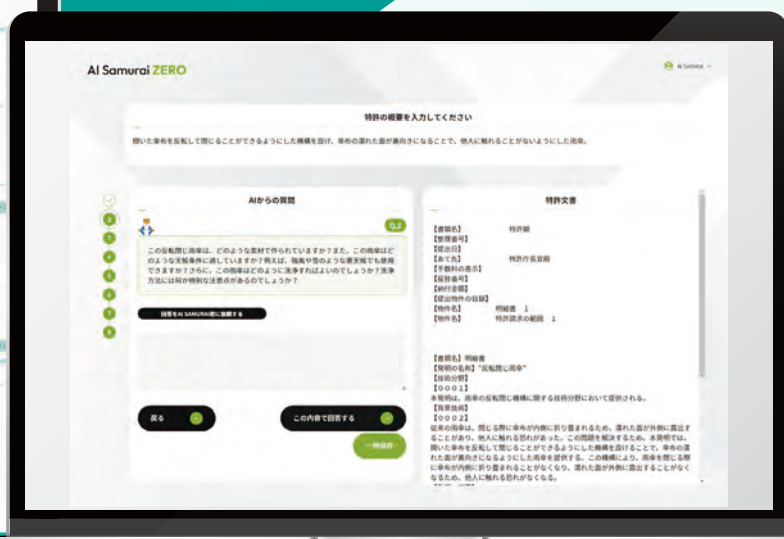 AI Samurai ZERO
AI Samurai
特許の概要を入力してください
開いた傘布を反転して閉じることができるようにした機構を設け、傘布の濡れた面が裏向きになることで、他人に触れることがないようにした雨傘。
AIからの質問
Q.2
この反転閉じ雨傘は、どのような素材で作られていますか？また、この雨傘はど
のような天候条件に適していますか？例えば、強風や雪のような悪天候でも使用
できますか？さらに、この雨傘はどのように洗浄すればよいのでしょうか？洗浄
方法には何か特別な注意点があるのでしょうか？
回答をAI SAMURAI君に依頼する
戻る
この内容で回答する
一時保存
2
3
4
5
6
7
8
特許文書
【書類名】 特許願
【整理番号】
【提出日】
【あて先】 特許庁長官殿
【手数料の表示】
【振替番号】
【納付金額】
【提出物件の目録】
【物件名】 明細書 1
【物件名】 特許請求の範囲 1
【書類名】明細書
【発明の名称】"反転閉じ雨傘"
【技術分野】
【０００１】
本発明は、雨傘の反転閉じ機構に関する技術分野において提供される。
【背景技術】
【０００２】
従来の雨傘は、閉じる際に傘布が内側に折り畳まれるため、濡れた面が外側に露出す
ることがあり、他人に触れる恐れがあった。この問題を解決するため、本発明では、
開いた傘布を反転して閉じることができるようにした機構を設けることで、傘布の濡
れた面が裏向きになるようにした雨傘を提供する。この機構により、雨傘を閉じる際
に傘布が内側に折り畳まれることがなくなり、濡れた面が外側に露出することがなく
なるため、他人に触れる恐れがなくなる。